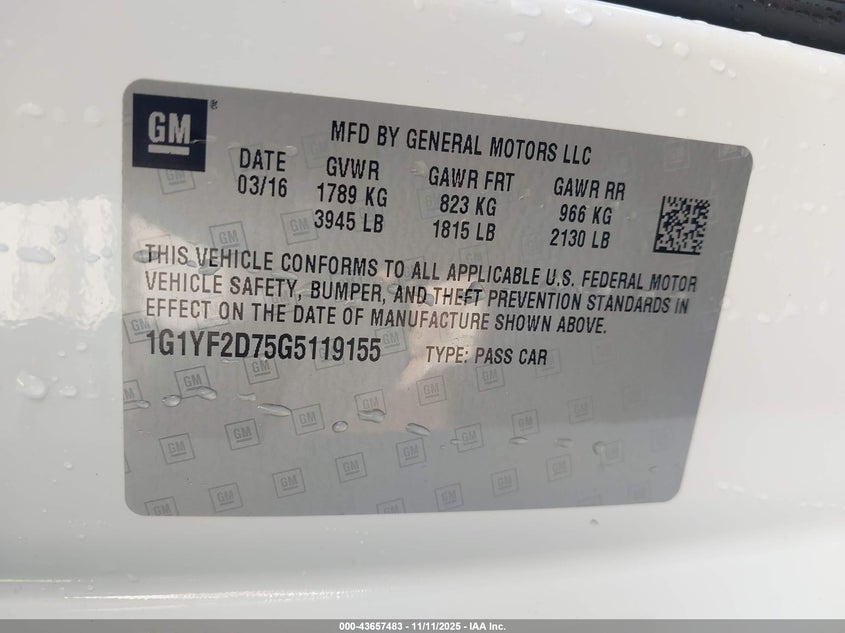 GM ®
MFD BY GENERAL MOTORS LLC
DATE GVWR GAWR FRT GAWR RR
03/16 1789 KG 823 KG 966 KG
3945 LB 1815 LB 2130 LB
THIS VEHICLE CONFORMS TO ALL APPLICABLE U.S. FEDERAL MOTOR
VEHICLE SAFETY, BUMPER, AND THEFT PREVENTION STANDARDS IN
EFFECT ON THE DATE OF MANUFACTURE SHOWN ABOVE.
1G1YF2D75G5119155 TYPE: PASS CAR
000-43657483 - 11/11/2025 - IAA Inc.